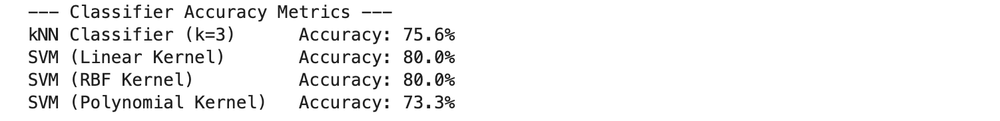 --- Classifier Accuracy Metrics ---
kNN Classifier (k=3)      Accuracy: 75.6%
SVM (Linear Kernel)       Accuracy: 80.0%
SVM (RBF Kernel)          Accuracy: 80.0%
SVM (Polynomial Kernel)   Accuracy: 73.3%